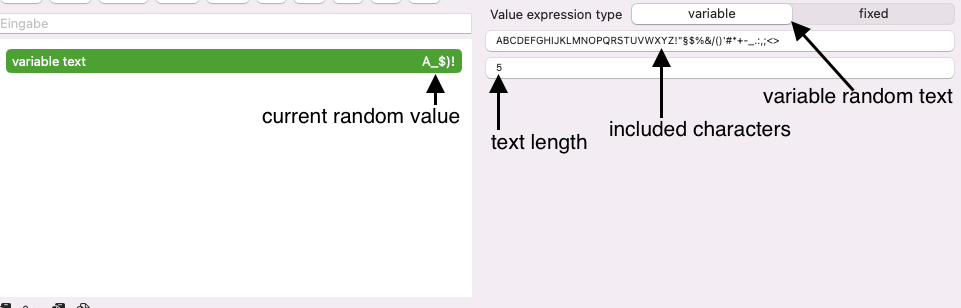 Value expression type variable fixed
Eingabe
ABCDEFGHIJKLMNOPQRSTUVWXYZ!"§$%&/()'#*+-_.:,;<>
variable text A_$)!
5
variable random text
current random value
included characters
text length